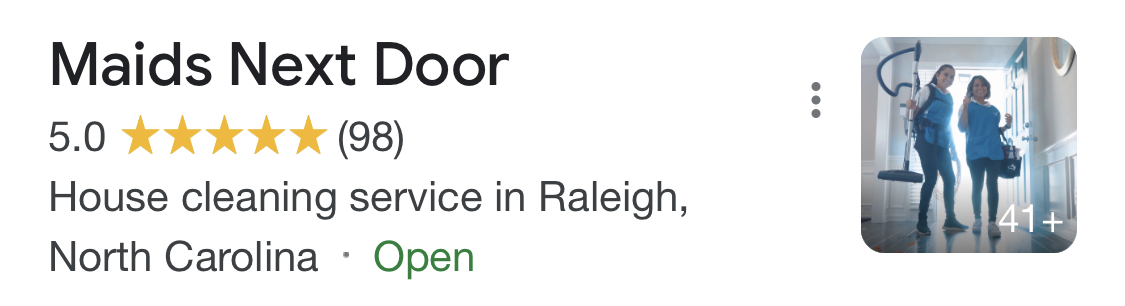 Maids Next Door
5.0 ★★★★★ (98)
House cleaning service in Raleigh,
North Carolina · Open
41+